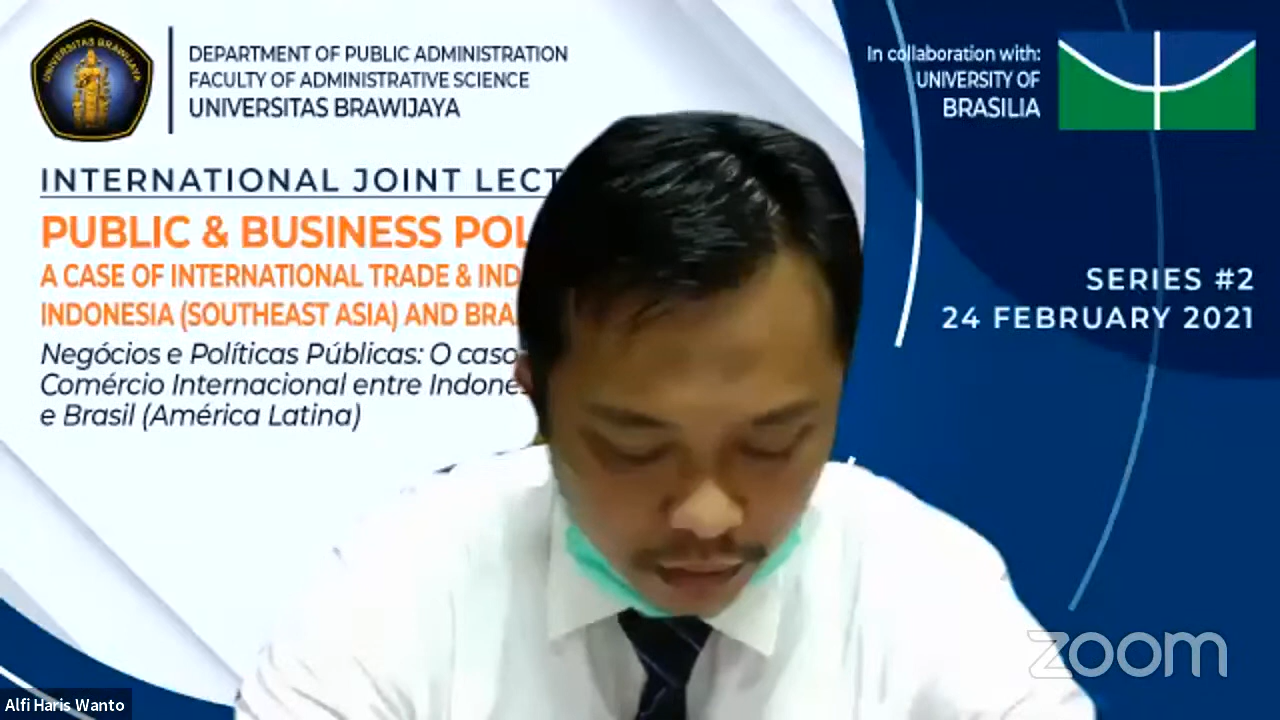 UNIVERSITAS BRAWIJAYA
DEPARTMENT OF PUBLIC ADMINISTRATION
FACULTY OF ADMINISTRATIVE SCIENCE
UNIVERSITAS BRAWIJAYA
In collaboration with:
UNIVERSITY OF
BRASILIA
INTERNATIONAL JOINT LECT
PUBLIC & BUSINESS POL
A CASE OF INTERNATIONAL TRADE & IND
INDONESIA (SOUTHEAST ASIA) AND BRA
Negócios e Políticas Públicas: O caso
Comércio Internacional entre Indone
e Brasil (América Latina)
SERIES #2
24 FEBRUARY 2021
zoom
Alfi Haris Wanto